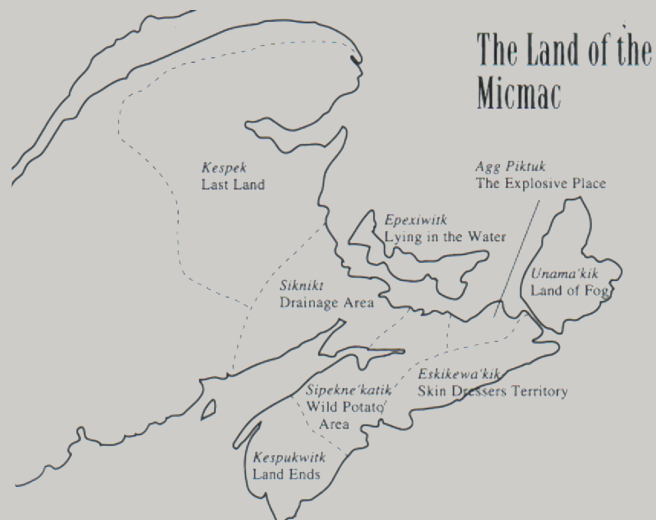 The Land of the
Micmac
Kespek
Last Land
Agg Piktuk
The Explosive Place
Epexiwitk
Lying in the Water
Unama'kik
Land of Fog
Siknikt
Drainage Area
Eskikewa'kik
Skin Dressers Territory
Sipekne'katik
Wild Potato
Area
Kespukwitk
Land Ends